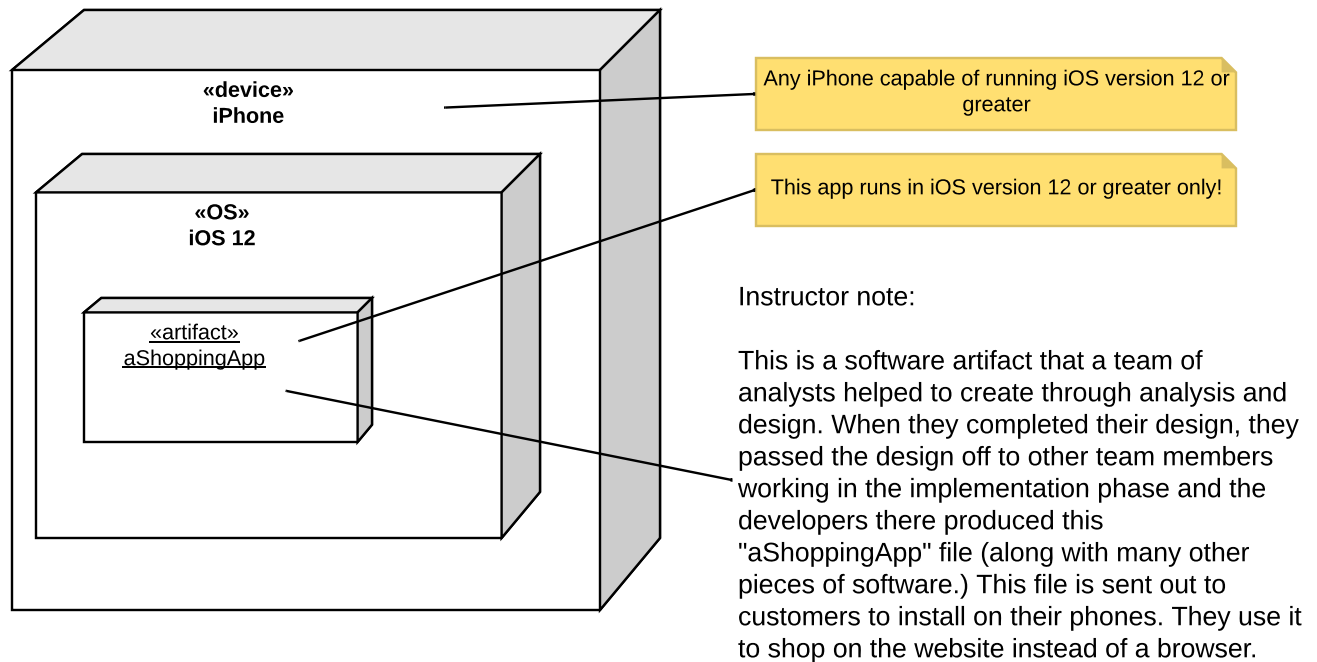 «device»
iPhone
Any iPhone capable of running iOS version 12 or
greater
«OS»
iOS 12
This app runs in iOS version 12 or greater only!
«artifact»
aShoppingApp
Instructor note:
This is a software artifact that a team of
analysts helped to create through analysis and
design. When they completed their design, they
passed the design off to other team members
working in the implementation phase and the
developers there produced this
"aShoppingApp" file (along with many other
pieces of software.) This file is sent out to
customers to install on their phones. They use it
to shop on the website instead of a browser.